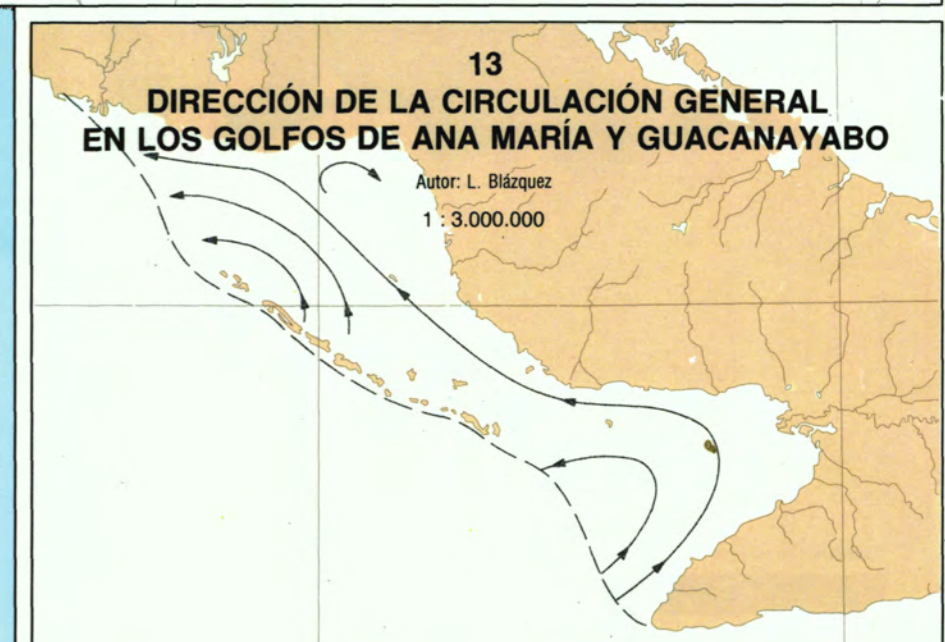 13
DIRECCIÓN DE LA CIRCULACIÓN GENERAL
EN LOS GOLFOS DE ANA MARÍA Y GUACANAYABO
Autor: L. Blázquez
1 : 3.000.000